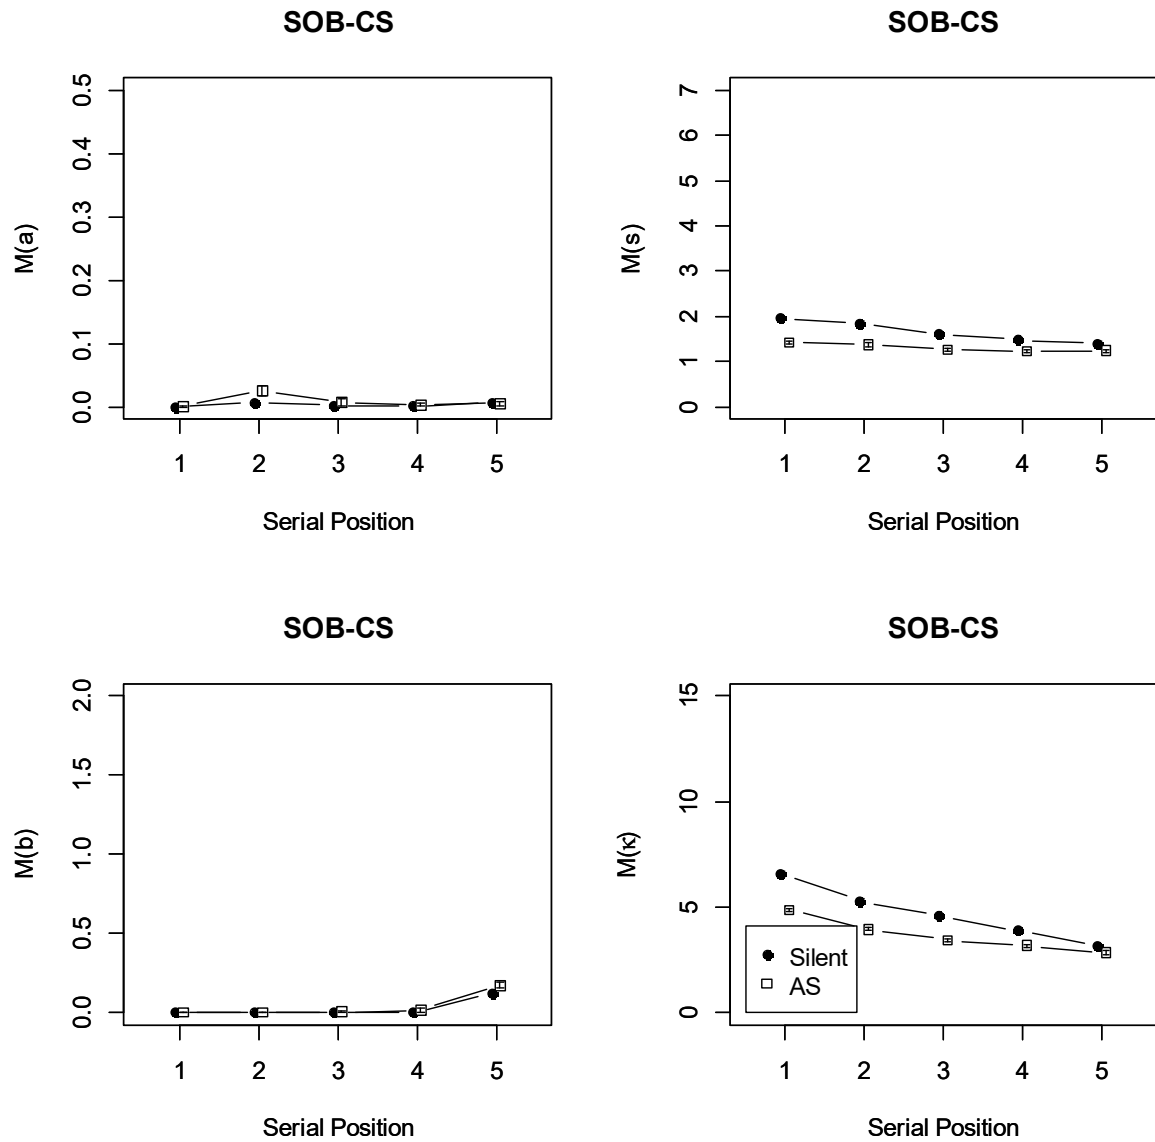 SOB-CS
M(a)
0.5
0.4
0.3
0.2
0.1
0.0
1 2 3 4 5
Serial Position
SOB-CS
M(s)
7
6
5
4
3
2
1
0
1 2 3 4 5
Serial Position
SOB-CS
M(b)
2.0
1.5
1.0
0.5
0.0
1 2 3 4 5
Serial Position
SOB-CS
M(κ)
15
10
5
0
Silent
AS
1 2 3 4 5
Serial Position